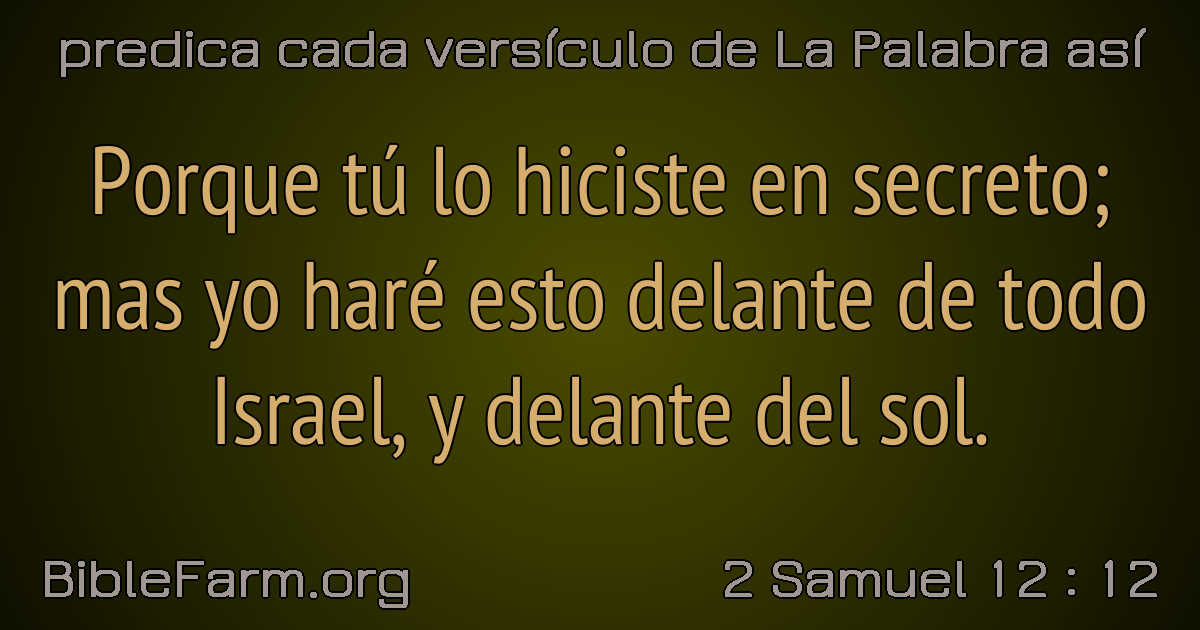 predica cada versículo de La Palabra así
Porque tú lo hiciste en secreto;
mas yo haré esto delante de todo
Israel, y delante del sol.
BibleFarm.org
2 Samuel 12 : 12